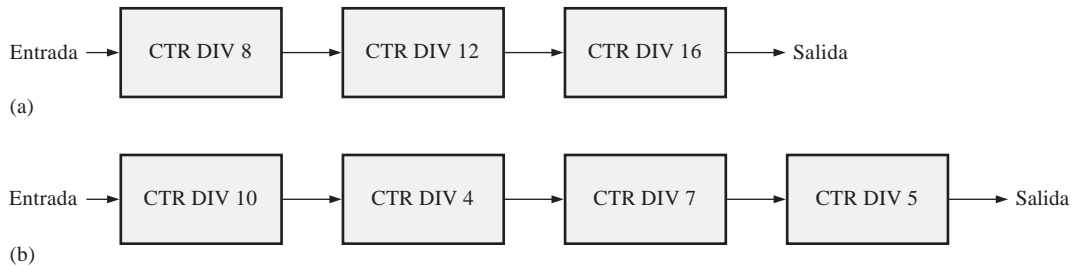 Entrada CTR DIV 8 CTR DIV 12 CTR DIV 16 Salida
(a)
Entrada CTR DIV 10 CTR DIV 4 CTR DIV 7 CTR DIV 5 Salida
(b)